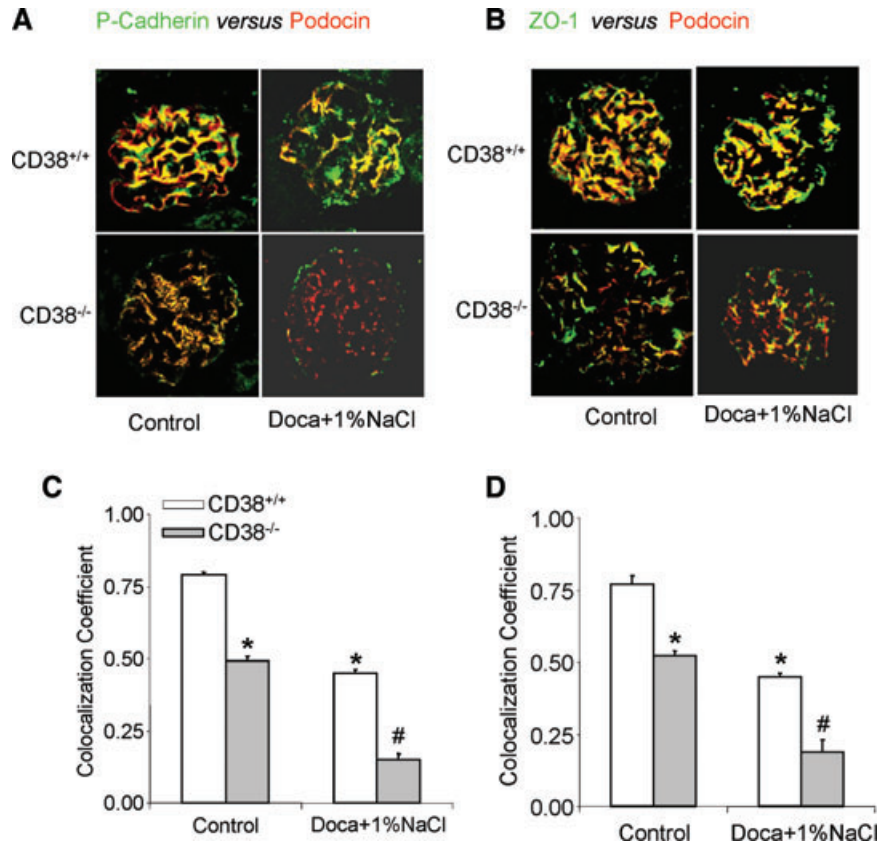 A P-Cadherin versus Podocin
B ZO-1 versus Podocin
CD38+/+
CD38-/-
Control Doca+1%NaCl
CD38+/+
CD38-/-
Control Doca+1%NaCl
C
CD38+/+
CD38-/-
Colocalization Coefficient
1.00
0.75
0.50
0.25
0.00
*
*
#
Control Doca+1%NaCl
D
Colocalization Coefficient
1.00
0.75
0.50
0.25
0.00
*
*
#
Control Doca+1%NaCl